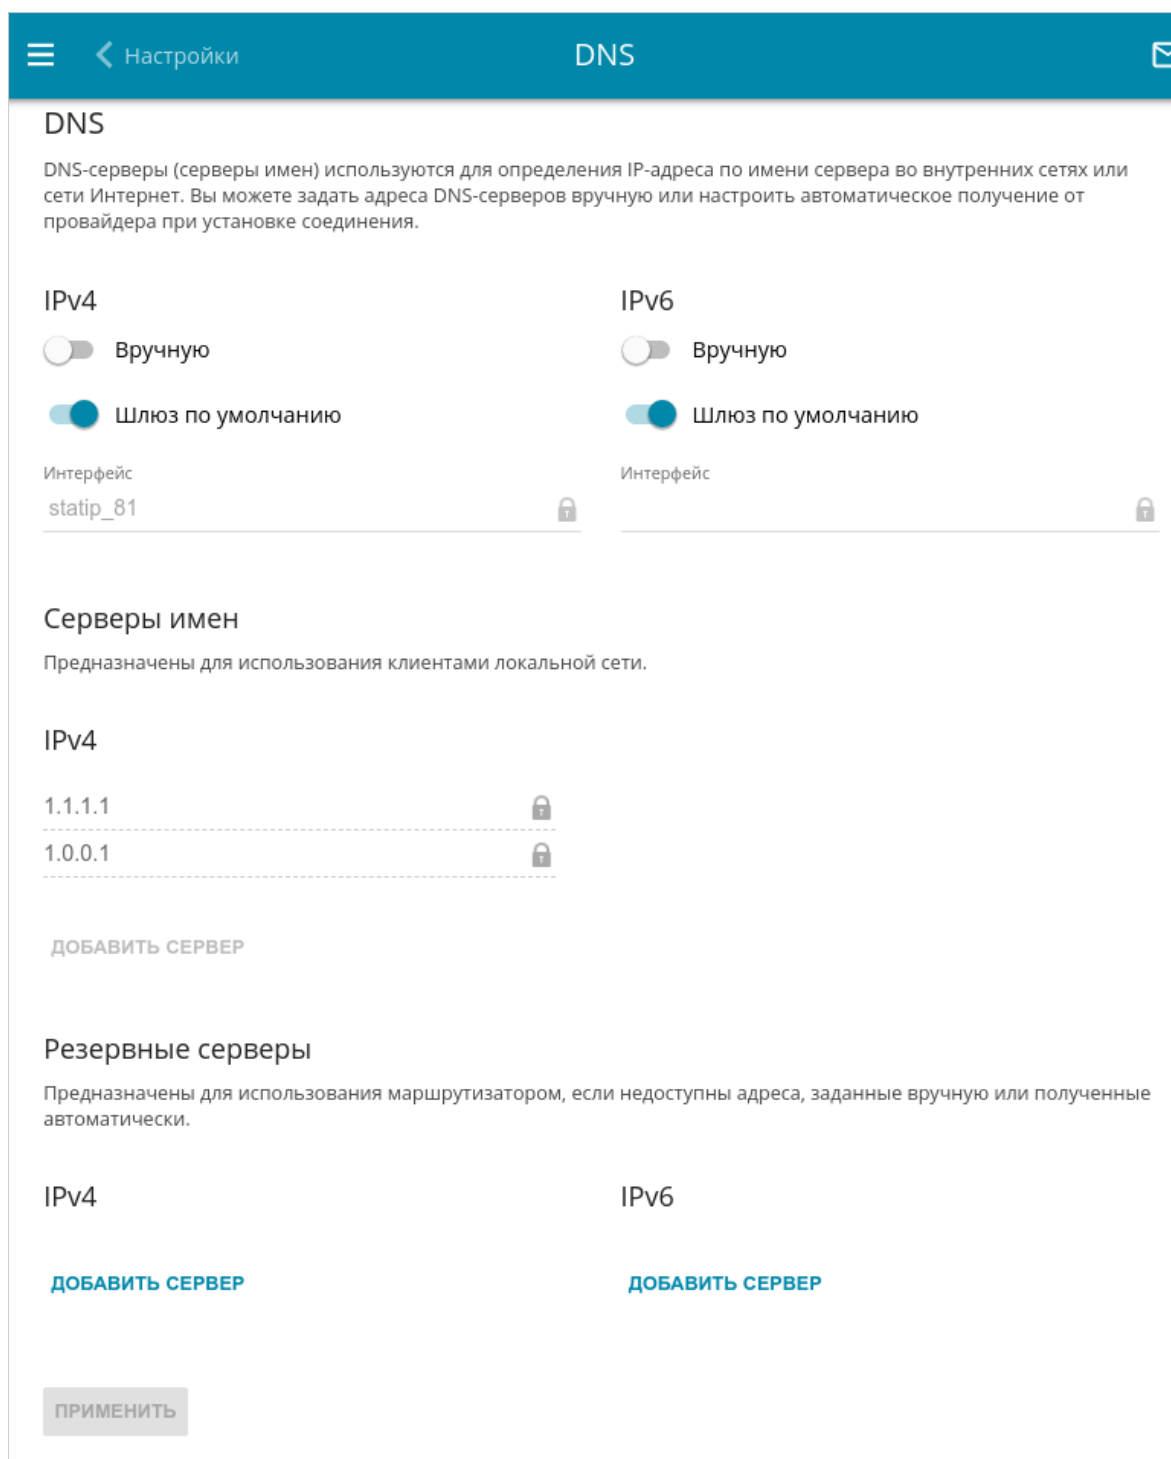 Настройки
DNS
DNS
DNS-серверы (серверы имен) используются для определения IP-адреса по имени сервера во внутренних сетях или
сети Интернет. Вы можете задать адреса DNS-серверов вручную или настроить автоматическое получение от
провайдера при установке соединения.
IPv4
IPv6
Вручную
Вручную
Шлюз по умолчанию
Шлюз по умолчанию
Интерфейс
Интерфейс
statip_81
Серверы имен
Предназначены для использования клиентами локальной сети.
IPv4
1.1.1.1
1.0.0.1
ДОБАВИТЬ СЕРВЕР
Резервные серверы
Предназначены для использования маршрутизатором, если недоступны адреса, заданные вручную или полученные
автоматически.
IPv4
IPv6
ДОБАВИТЬ СЕРВЕР
ДОБАВИТЬ СЕРВЕР
ПРИМЕНИТЬ